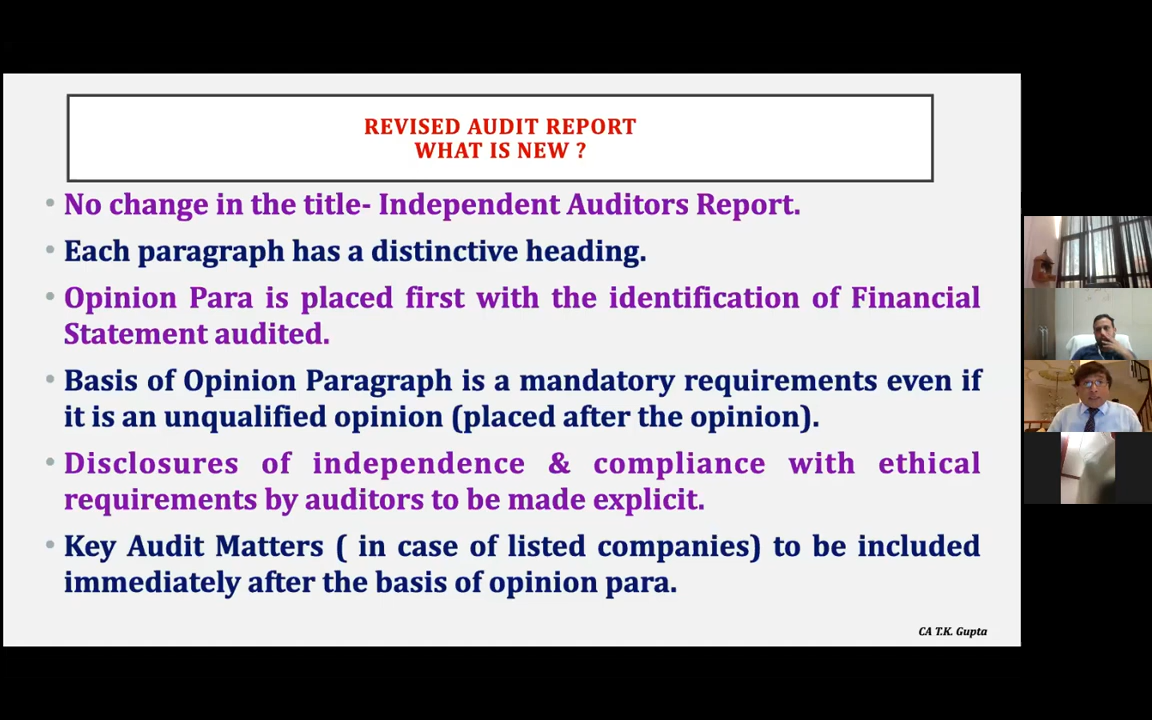 REVISED AUDIT REPORT
WHAT IS NEW ?
• No change in the title- Independent Auditors Report.
• Each paragraph has a distinctive heading.
• Opinion Para is placed first with the identification of Financial
Statement audited.
• Basis of Opinion Paragraph is a mandatory requirements even if
it is an unqualified opinion (placed after the opinion).
• Disclosures of independence & compliance with ethical
requirements by auditors to be made explicit.
• Key Audit Matters ( in case of listed companies) to be included
immediately after the basis of opinion para.
CA T.K. Gupta